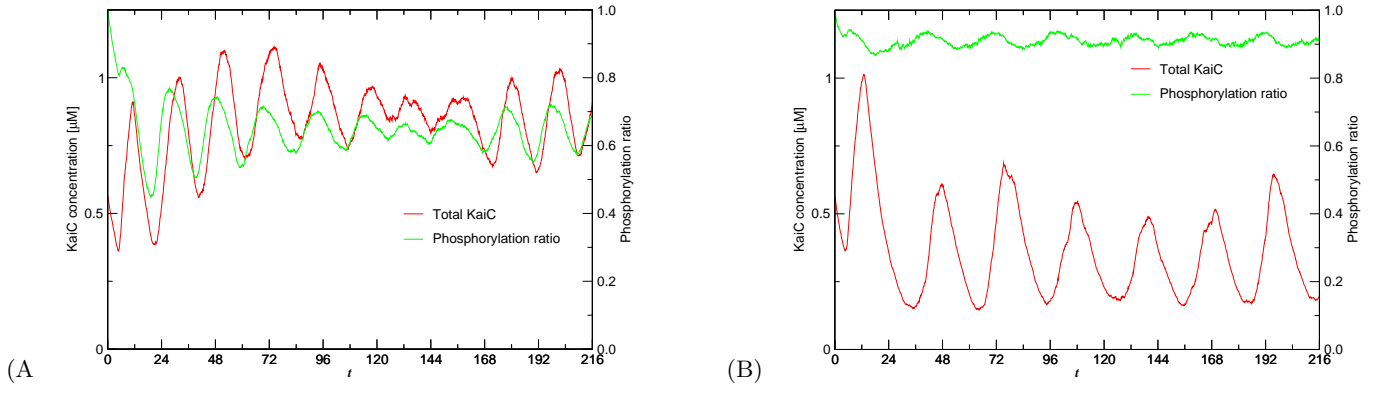 1.0
0.8
1
0.6
KaiC concentration [µM]
Phosphorylation ratio
0.5
0.4
Total KaiC
Phosphorylation ratio
0.2
0
0.0
0 24 48 72 96 120 144 168 192 216
t
(A
1.0
0.8
1
Total KaiC
Phosphorylation ratio
0.6
KaiC concentration [µM]
Phosphorylation ratio
0.5
0.4
0.2
0
0.0
0 24 48 72 96 120 144 168 192 216
t
(B)